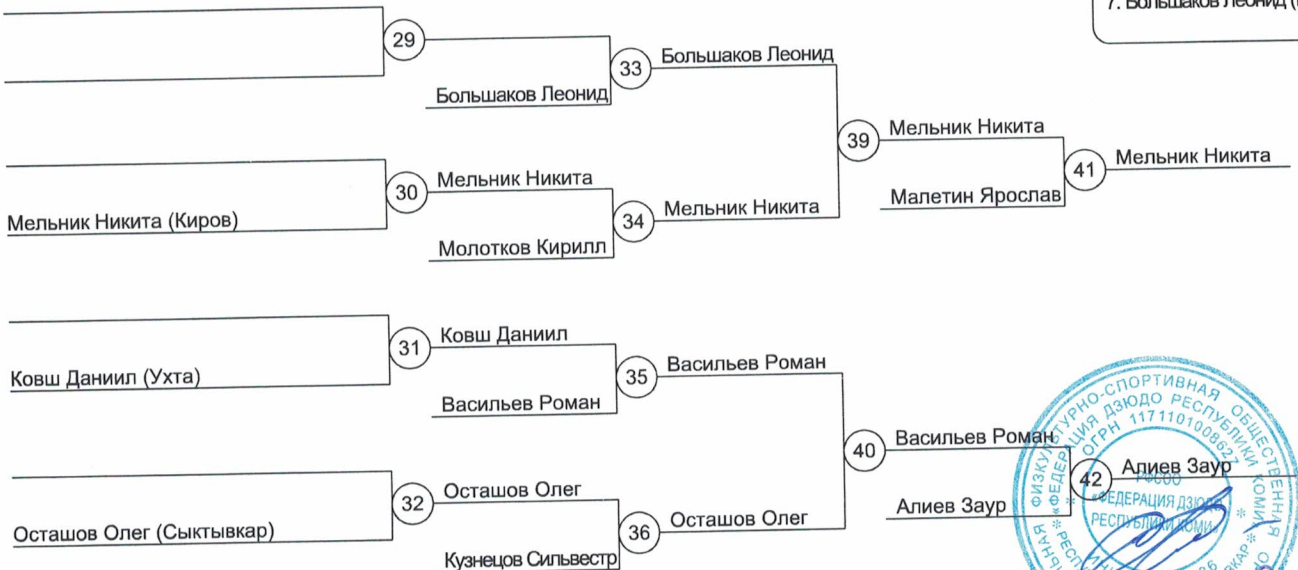 7. Большаков Леонид
29
Большаков Леонид
33
Большаков Леонид
Мельник Никита (Киров)
30
Мельник Никита
Молотков Кирилл
34
Мельник Никита
39
Мельник Никита
Малетин Ярослав
41
Мельник Никита
Ковш Даниил (Ухта)
31
Ковш Даниил
Васильев Роман
35
Васильев Роман
Осташов Олег (Сыктывкар)
32
Осташов Олег
Кузнецов Сильвестр
36
Осташов Олег
40
Васильев Роман
Алиев Заур
42
Алиев Заур
ФИЗКУЛЬТУРНО-СПОРТИВНАЯ ОБЩЕСТВЕННАЯ
«ФЕДЕРАЦИЯ ДЗЮДО РЕСПУБЛИКИ КОМИ»
ОГРН 1171101008627
РФСОО
«ФЕДЕРАЦИЯ ДЗЮДО
РЕСПУБЛИКИ КОМИ»